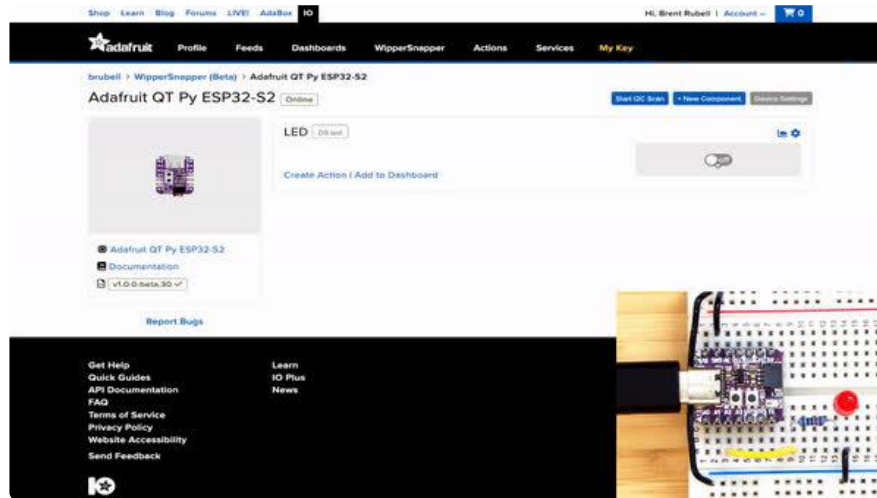 Shop Learn Blog Forums LIVE! AdaBox IO
Hi, Brent Rubell | Account
0
adafruit Profile Feeds Dashboards WipperSnapper Actions Services My Key
brubell > WipperSnapper (Beta) > Adafruit QT Py ESP32-S2
Adafruit QT Py ESP32-S2 Online
Start I2C Scan + New Component Device Settings
LED
Off
Create Action | Add to Dashboard
Adafruit QT Py ESP32-S2
Documentation
v1.0.0-beta.30
Report Bugs
Get Help
Quick Guides
API Documentation
FAQ
Terms of Service
Privacy Policy
Website Accessibility
Send Feedback
Learn
IO Plus
News